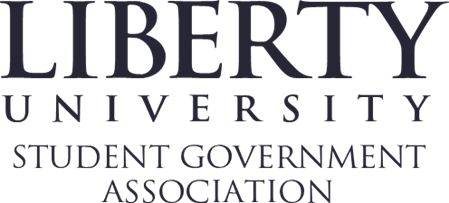 LIBERTY
UNIVERSITY
STUDENT GOVERNMENT
ASSOCIATION